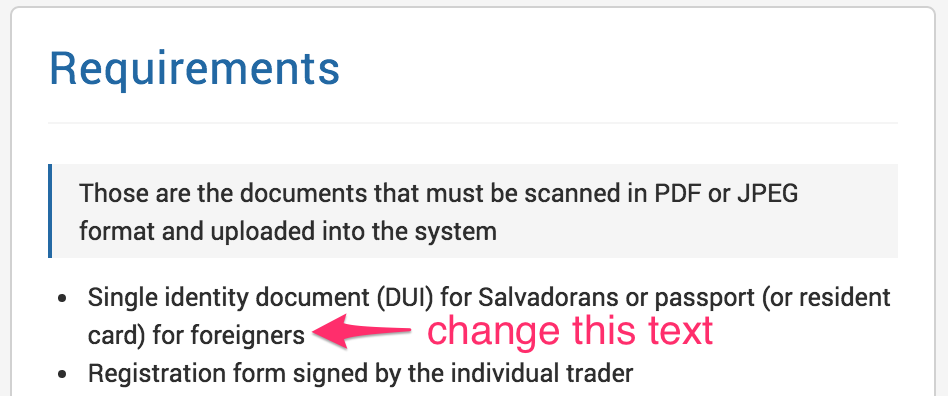 Requirements
Those are the documents that must be scanned in PDF or JPEG
format and uploaded into the system
• Single identity document (DUI) for Salvadorans or passport (or resident
card) for foreigners change this text
• Registration form signed by the individual trader